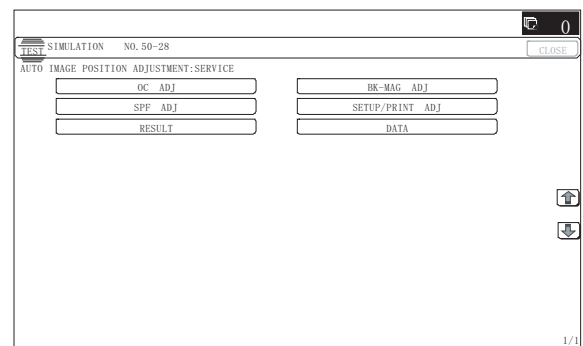 0
TEST SIMULATION NO.50-28
CLOSE
AUTO IMAGE POSITION ADJUSTMENT:SERVICE
OC ADJ BK-MAG ADJ
SPF ADJ SETUP/PRINT ADJ
RESULT DATA
1/1